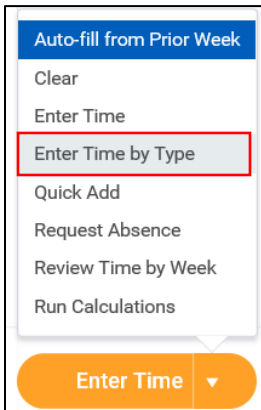 Auto-fill from Prior Week
Clear
Enter Time
Enter Time by Type
Quick Add
Request Absence
Review Time by Week
Run Calculations
Enter Time